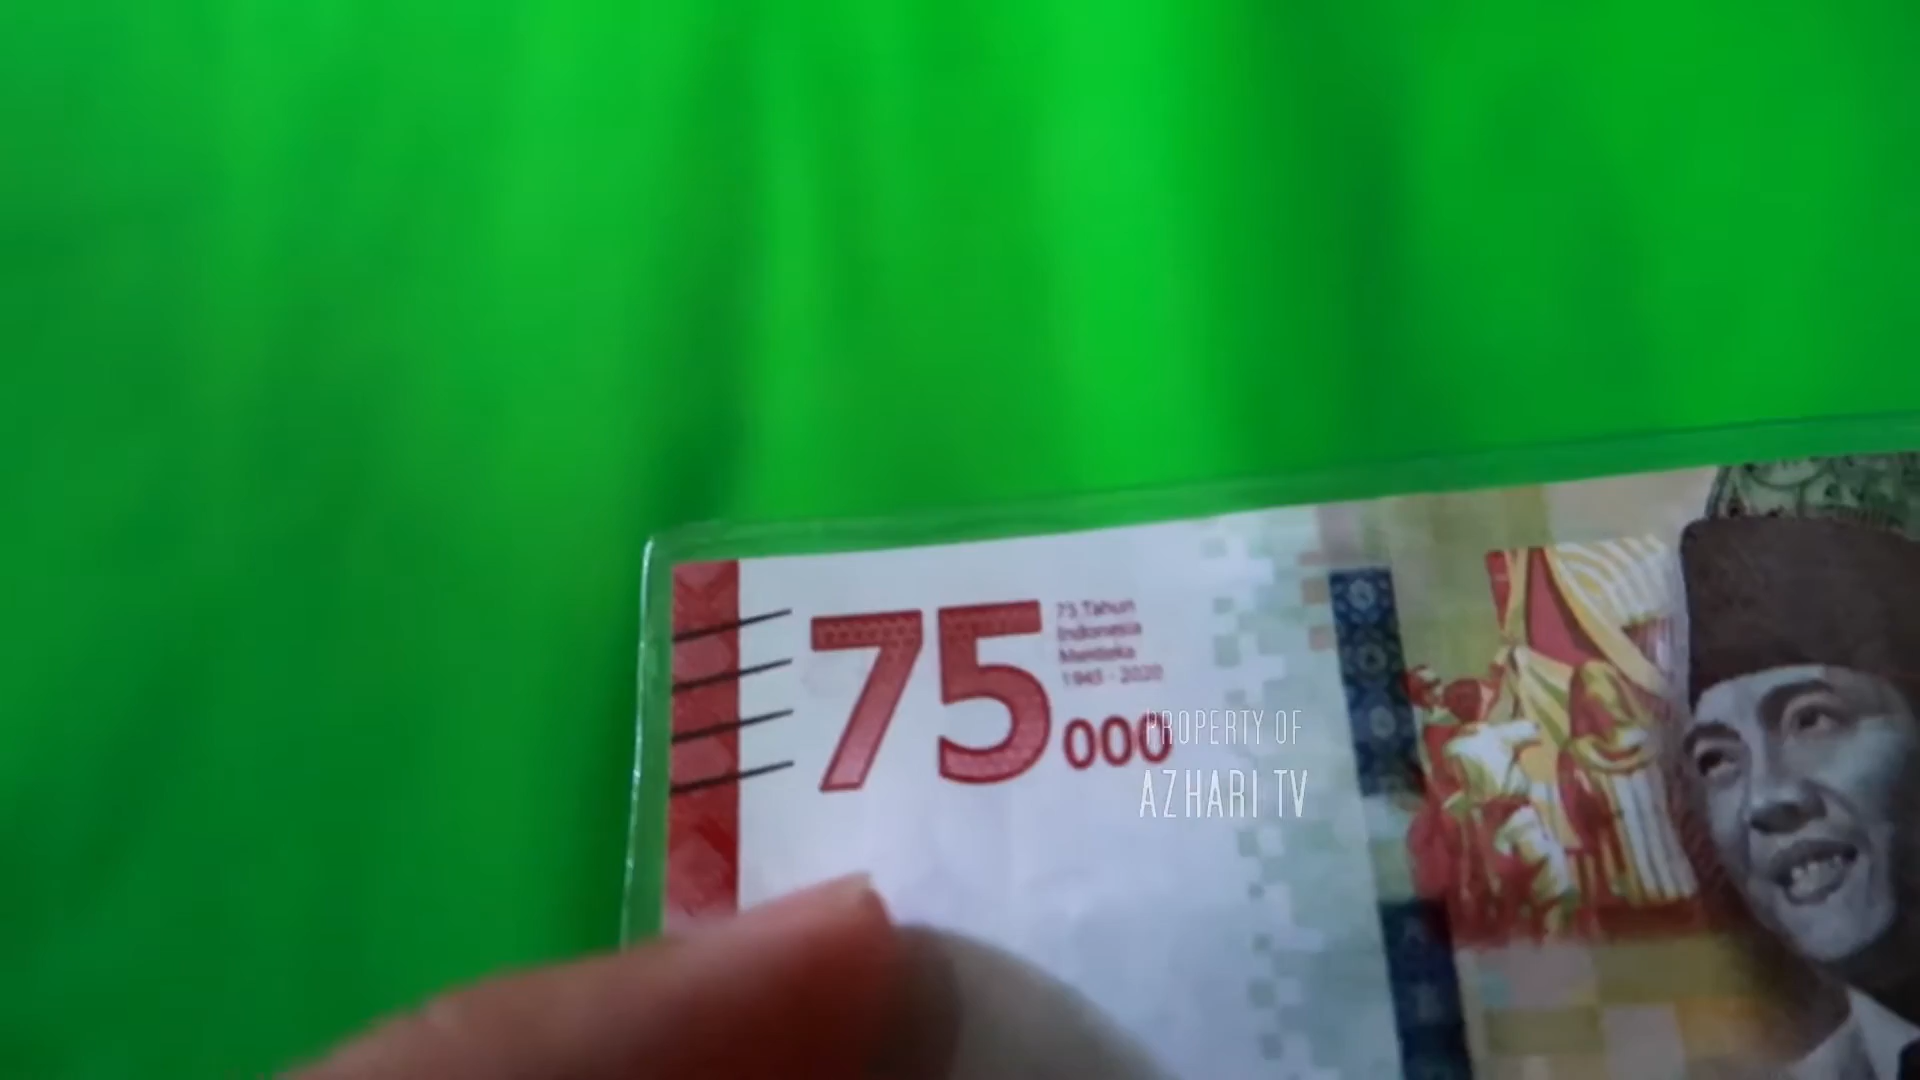 75
000
75 Tahun
Indonesia
Merdeka
1945 - 2020
PROPERTY OF
AZHARI TV